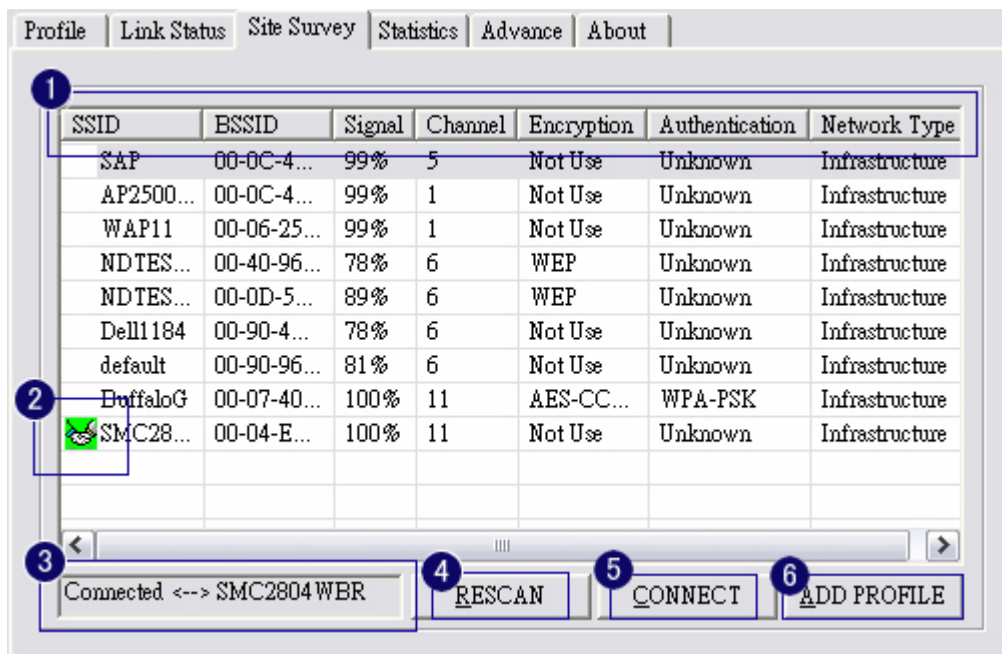 Profile Link Status Site Survey Statistics Advance About
1
SSID BSSID Signal Channel Encryption Authentication Network Type
SAP 00-0C-4... 99% 5 Not Use Unknown Infrastructure
AP2500... 00-0C-4... 99% 1 Not Use Unknown Infrastructure
WAP11 00-06-25... 99% 1 Not Use Unknown Infrastructure
NDTES... 00-40-96... 78% 6 WEP Unknown Infrastructure
NDTES... 00-0D-5... 89% 6 WEP Unknown Infrastructure
Dell1184 00-90-4... 78% 6 Not Use Unknown Infrastructure
default 00-90-96... 81% 6 Not Use Unknown Infrastructure
2
BuffaloG 00-07-40... 100% 11 AES-CC... WPA-PSK Infrastructure
SMC28... 00-04-E... 100% 11 Not Use Unknown Infrastructure
3 4 5 6
Connected <--> SMC2804WBR RESCAN CONNECT ADD PROFILE